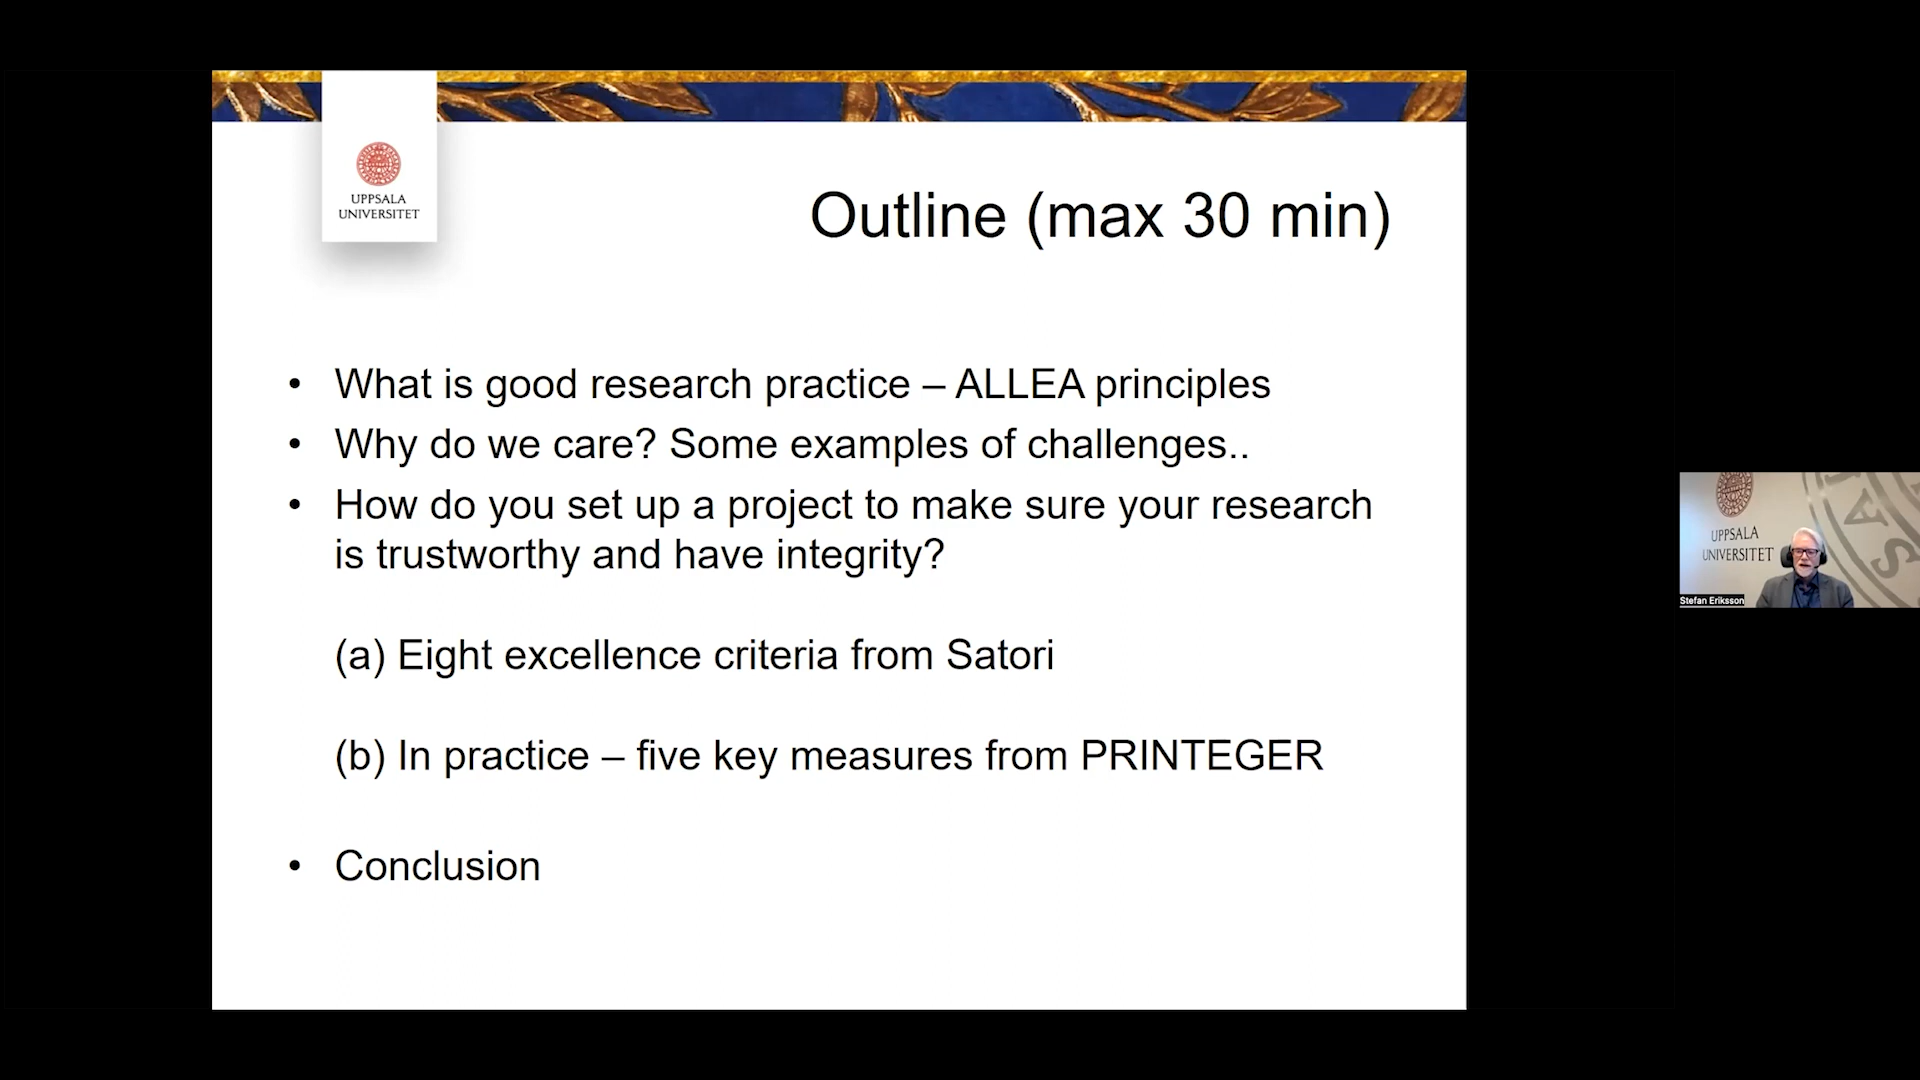 UPPSALA
UNIVERSITET
Outline (max 30 min)
• What is good research practice – ALLEA principles
• Why do we care? Some examples of challenges..
• How do you set up a project to make sure your research
is trustworthy and have integrity?
(a) Eight excellence criteria from Satori
(b) In practice – five key measures from PRINTEGER
• Conclusion
UPPSALA
UNIVERSITET
Stefan Eriksson